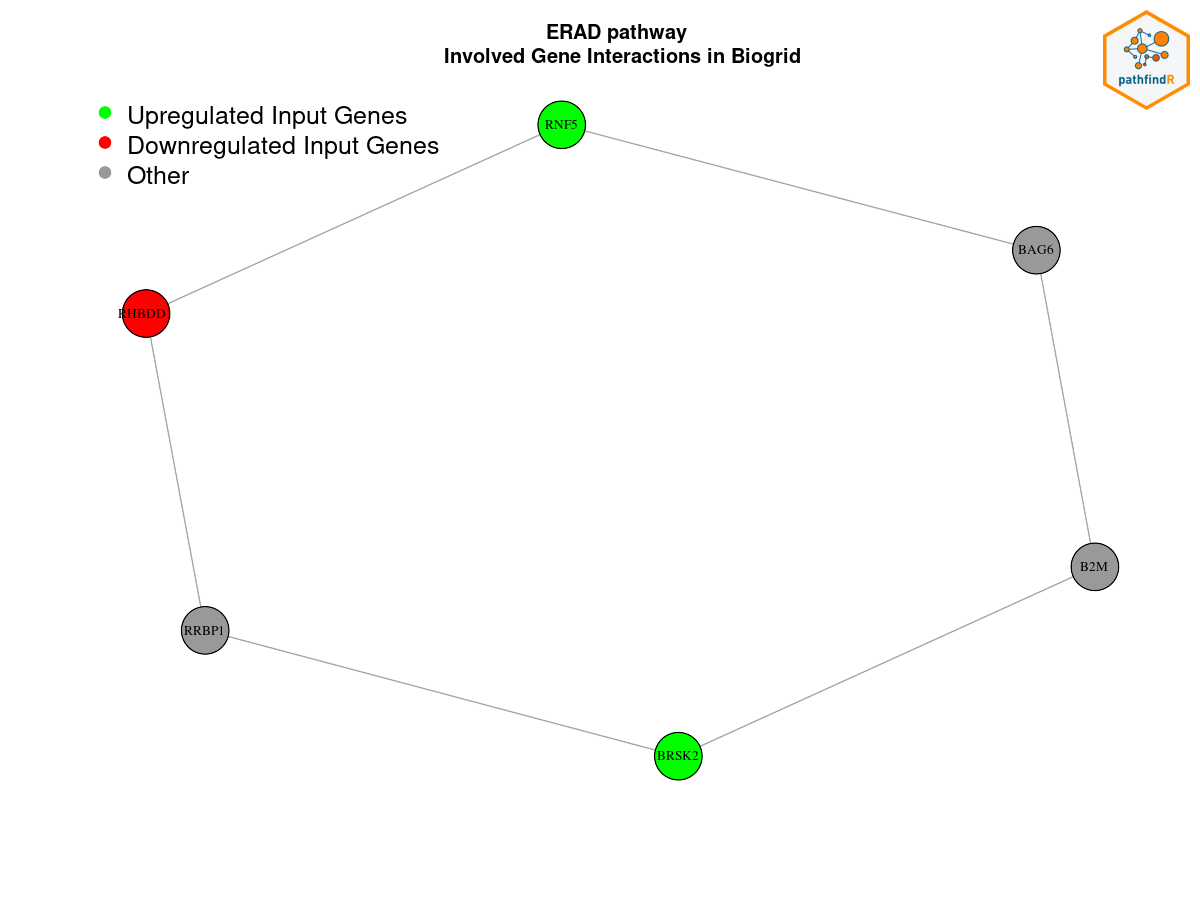 ERAD pathway
Involved Gene Interactions in Biogrid
pathfindR
Upregulated Input Genes
Downregulated Input Genes
Other
RNF5
BAG6
RHBDD
B2M
RRBP1
BRSK2